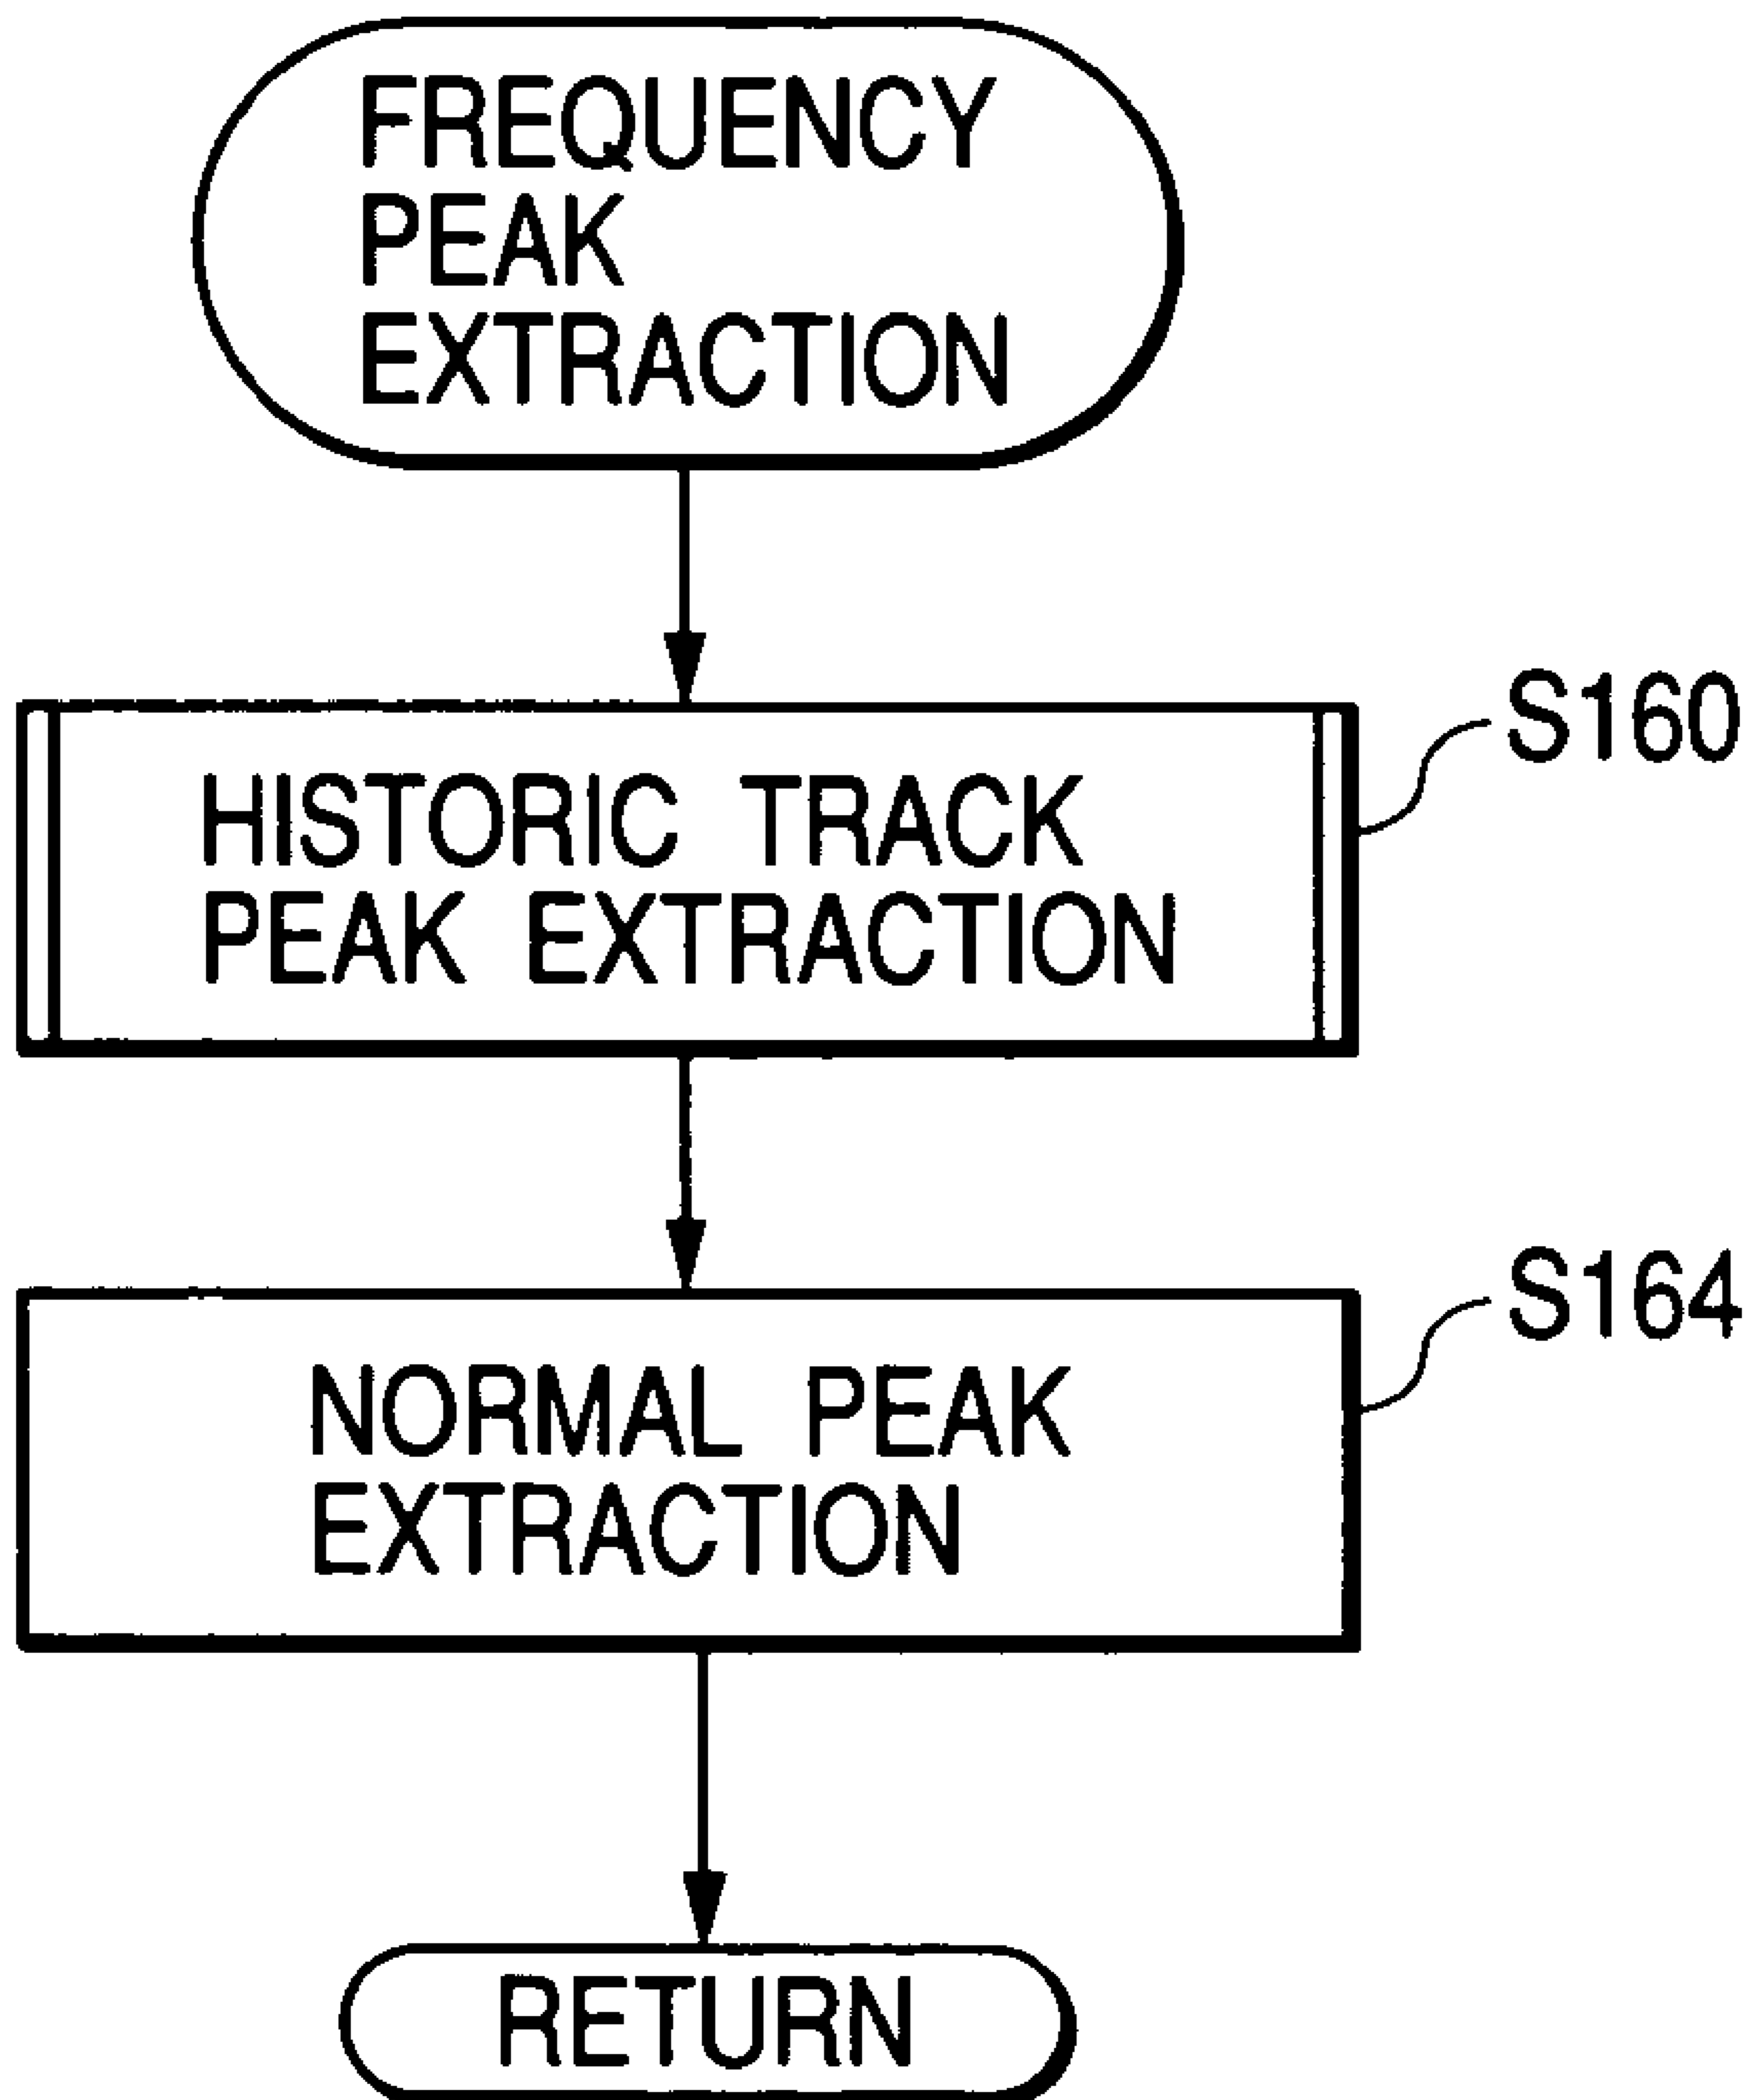 FREQUENCY
PEAK
EXTRACTION
S160
HISTORIC TRACK
PEAK EXTRACTION
S164
NORMAL PEAK
EXTRACTION
RETURN